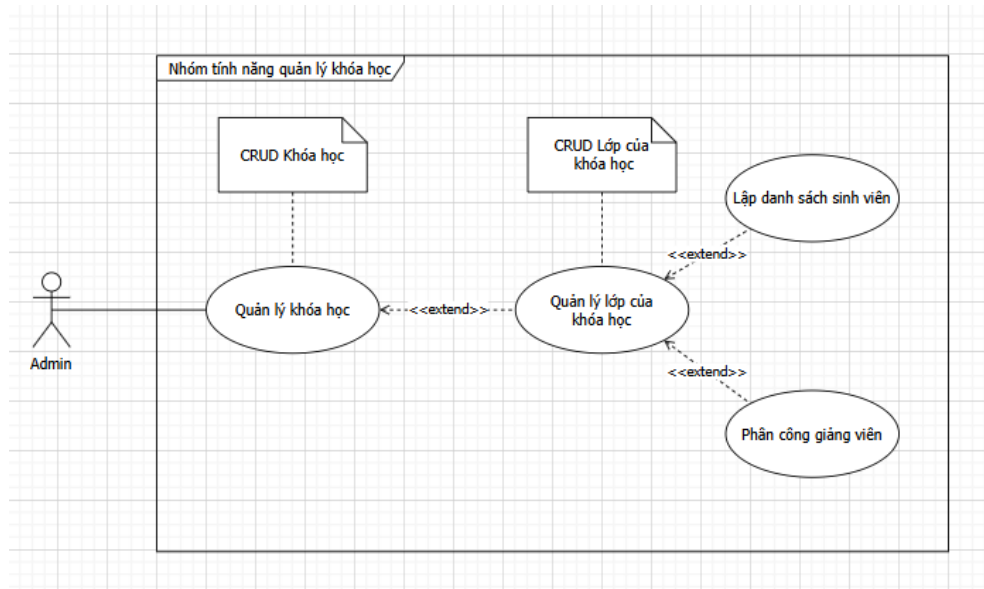 Nhóm tính năng quản lý khóa học
CRUD Khóa học
CRUD Lớp của
khóa học
Lập danh sách sinh viên
<<extend>>
Quản lý khóa học
<<extend>>
Quản lý lớp của
khóa học
Admin
<<extend>>
Phân công giảng viên